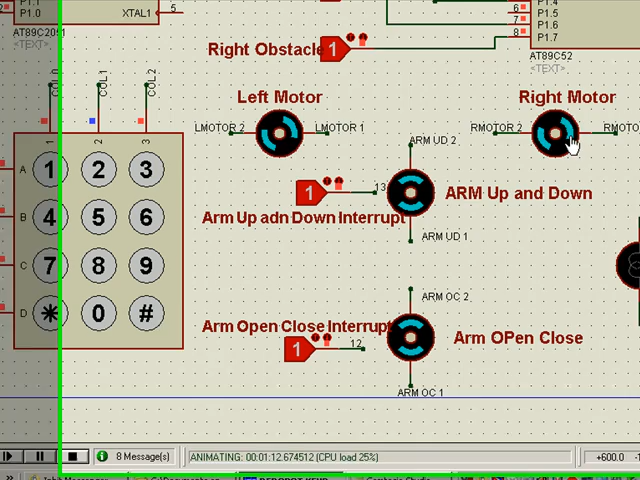 P1.0
XTAL1
5
P1.4
6
P1.5
7
P1.6
8
P1.7
AT89C2051
<TEXT>
Right Obstacle
1
AT89C52
<TEXT>
COL0
COL1
COL2
Left Motor
Right Motor
LMOTOR 2
LMOTOR 1
RMOTOR 2
ARM UD 2
1
2
3
A
1
2
3
1
13
ARM Up and Down
B
4
5
6
Arm Up adn Down Interrupt
ARM UD 1
C
7
8
9
ARM OC 2
D
*
0
#
Arm Open Close Interrupt
Arm OPen Close
1
12
ARM OC 1
8 Message(s)
ANIMATING: 00:01:12.674512 (CPU load 25%)
+600.0